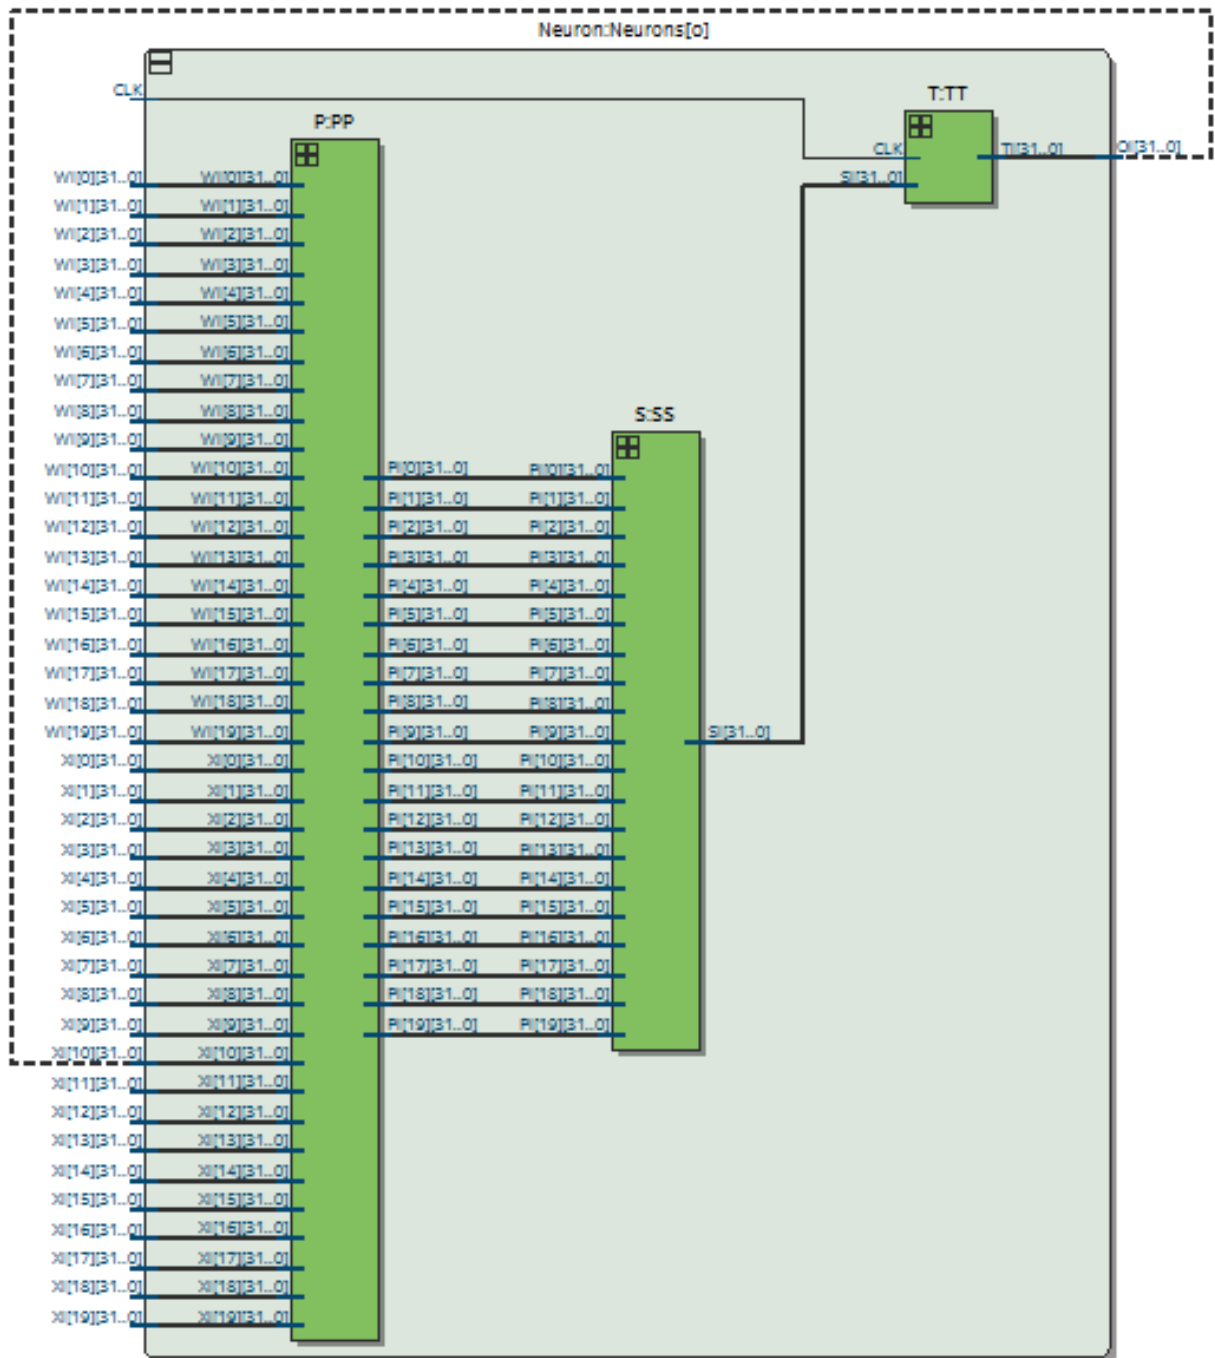 Neuron:Neurons[o]
CLK
T:TT
P:PP
CLK TI[31..0] OI[31..0]
WI[0][31..0] WI[0][31..0] SI[31..0]
WI[1][31..0] WI[1][31..0]
WI[2][31..0] WI[2][31..0]
WI[3][31..0] WI[3][31..0]
WI[4][31..0] WI[4][31..0]
WI[5][31..0] WI[5][31..0]
WI[6][31..0] WI[6][31..0]
WI[7][31..0] WI[7][31..0]
WI[8][31..0] WI[8][31..0]
S:SS
WI[9][31..0] WI[9][31..0]
WI[10][31..0] WI[10][31..0] PI[0][31..0] PI[0][31..0]
WI[11][31..0] WI[11][31..0] PI[1][31..0] PI[1][31..0]
WI[12][31..0] WI[12][31..0] PI[2][31..0] PI[2][31..0]
WI[13][31..0] WI[13][31..0] PI[3][31..0] PI[3][31..0]
WI[14][31..0] WI[14][31..0] PI[4][31..0] PI[4][31..0]
WI[15][31..0] WI[15][31..0] PI[5][31..0] PI[5][31..0]
WI[16][31..0] WI[16][31..0] PI[6][31..0] PI[6][31..0]
WI[17][31..0] WI[17][31..0] PI[7][31..0] PI[7][31..0]
WI[18][31..0] WI[18][31..0] PI[8][31..0] PI[8][31..0]
WI[19][31..0] WI[19][31..0] PI[9][31..0] PI[9][31..0] SI[31..0]
XI[0][31..0] XI[0][31..0] PI[10][31..0] PI[10][31..0]
XI[1][31..0] XI[1][31..0] PI[11][31..0] PI[11][31..0]
XI[2][31..0] XI[2][31..0] PI[12][31..0] PI[12][31..0]
XI[3][31..0] XI[3][31..0] PI[13][31..0] PI[13][31..0]
XI[4][31..0] XI[4][31..0] PI[14][31..0] PI[14][31..0]
XI[5][31..0] XI[5][31..0] PI[15][31..0] PI[15][31..0]
XI[6][31..0] XI[6][31..0] PI[16][31..0] PI[16][31..0]
XI[7][31..0] XI[7][31..0] PI[17][31..0] PI[17][31..0]
XI[8][31..0] XI[8][31..0] PI[18][31..0] PI[18][31..0]
XI[9][31..0] XI[9][31..0] PI[19][31..0] PI[19][31..0]
XI[10][31..0] XI[10][31..0]
XI[11][31..0] XI[11][31..0]
XI[12][31..0] XI[12][31..0]
XI[13][31..0] XI[13][31..0]
XI[14][31..0] XI[14][31..0]
XI[15][31..0] XI[15][31..0]
XI[16][31..0] XI[16][31..0]
XI[17][31..0] XI[17][31..0]
XI[18][31..0] XI[18][31..0]
XI[19][31..0] XI[19][31..0]